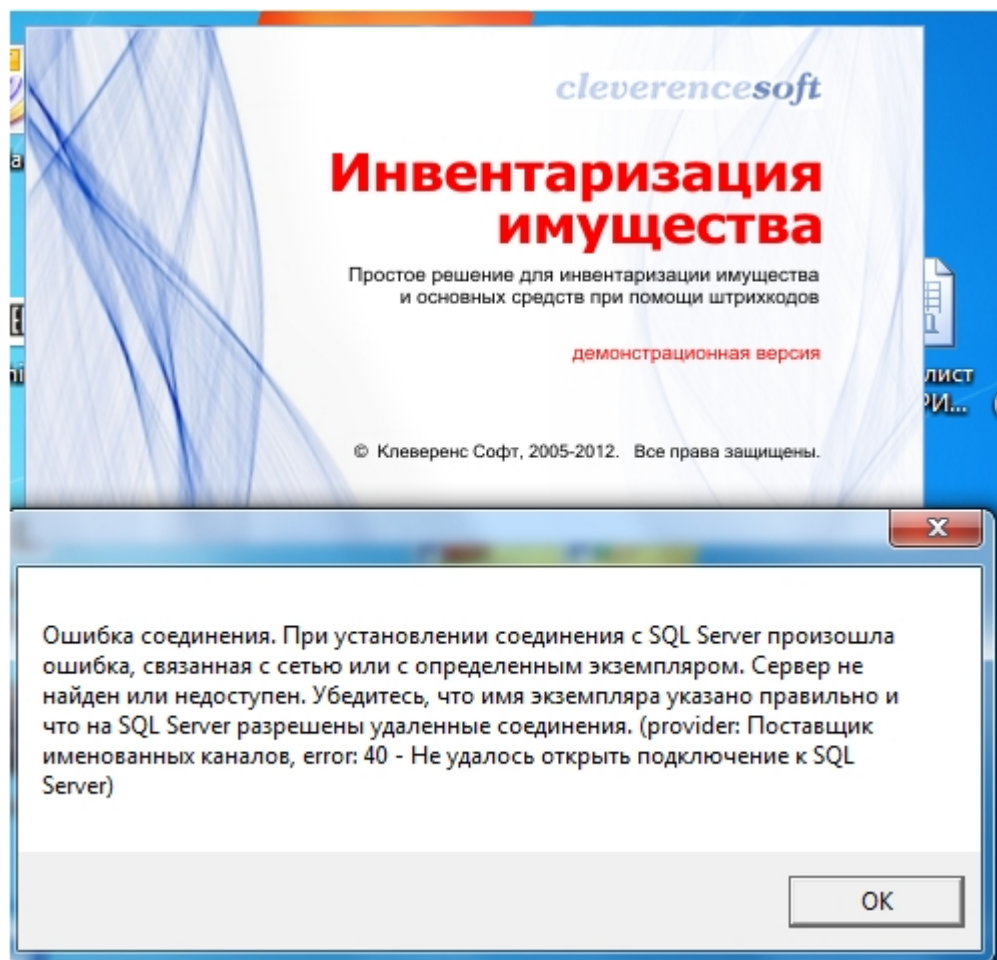 cleverencesoft
Инвентаризация
имущества
Простое решение для инвентаризации имущества
и основных средств при помощи штрихкодов
демонстрационная версия
лист
© Клеверенс Софт, 2005-2012. Все права защищены.
Ошибка соединения. При установлении соединения с SQL Server произошла
ошибка, связанная с сетью или с определенным экземпляром. Сервер не
найден или недоступен. Убедитесь, что имя экземпляра указано правильно и
что на SQL Server разрешены удаленные соединения. (provider: Поставщик
именованных каналов, error: 40 - Не удалось открыть подключение к SQL
Server)
OK